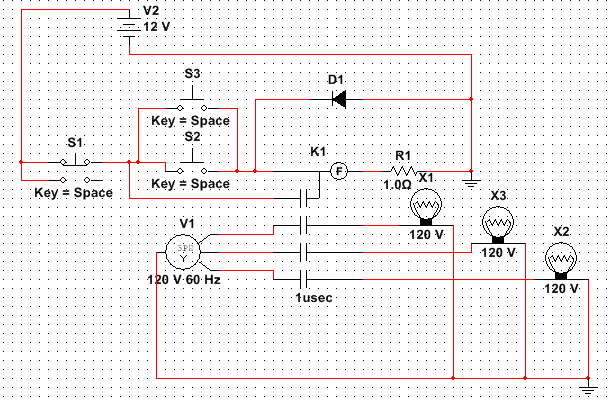 V2
12 V
S3
Key = Space
D1
S2
Key = Space
S1
Key = Space
K1
F
R1
1.0Ω
X1
120 V
X3
120 V
X2
120 V
V1
3PH
Y
120 V 60 Hz
1usec